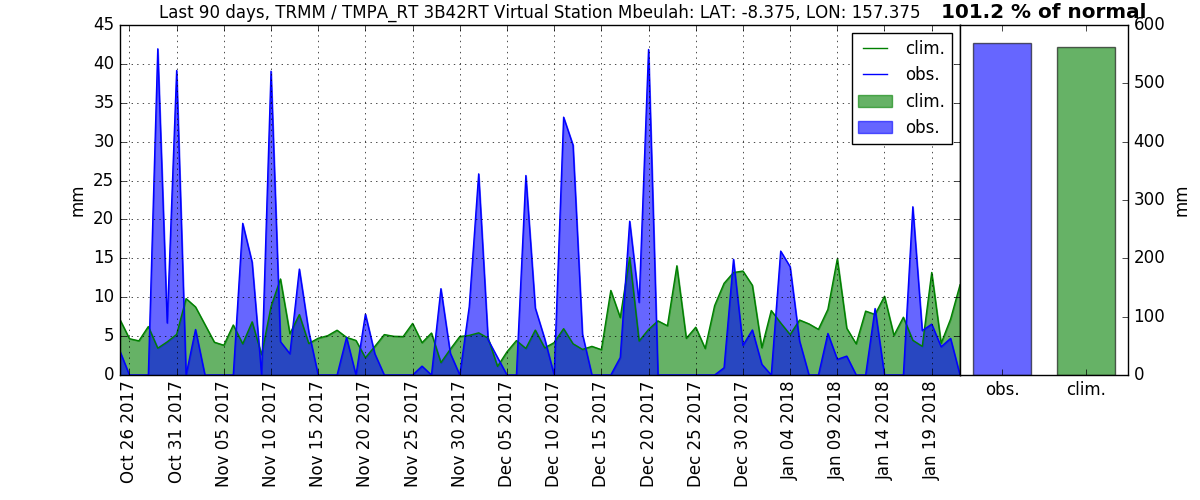 Last 90 days, TRMM / TMPA_RT 3B42RT Virtual Station Mbeulah: LAT: -8.375, LON: 157.375
101.2 % of normal
45
40
35
30
25
20
15
10
5
0
mm
clim.
obs.
clim.
obs.
Oct 26 2017
Oct 31 2017
Nov 05 2017
Nov 10 2017
Nov 15 2017
Nov 20 2017
Nov 25 2017
Nov 30 2017
Dec 05 2017
Dec 10 2017
Dec 15 2017
Dec 20 2017
Dec 25 2017
Dec 30 2017
Jan 04 2018
Jan 09 2018
Jan 14 2018
Jan 19 2018
600
500
400
300
200
100
0
mm
obs.
clim.